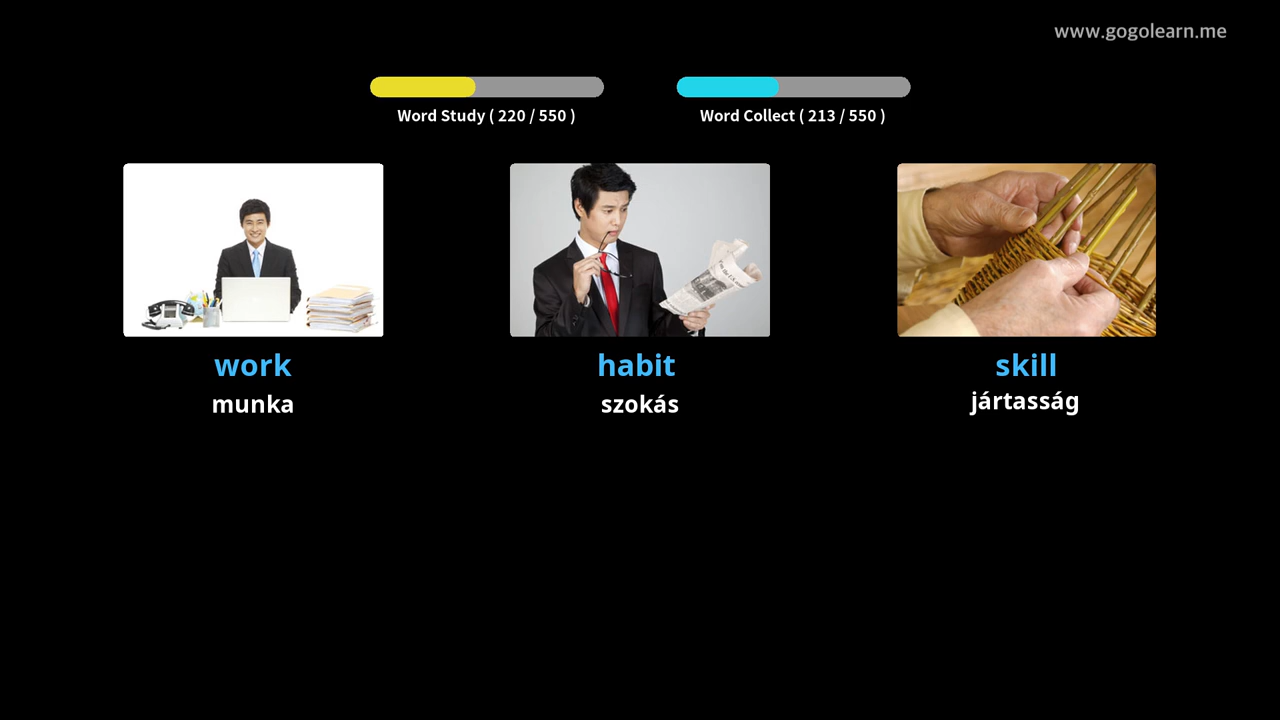 www.gogolearn.me
Word Study ( 220 / 550 )
Word Collect ( 213 / 550 )
work
habit
skill
munka
szokás
jártasság